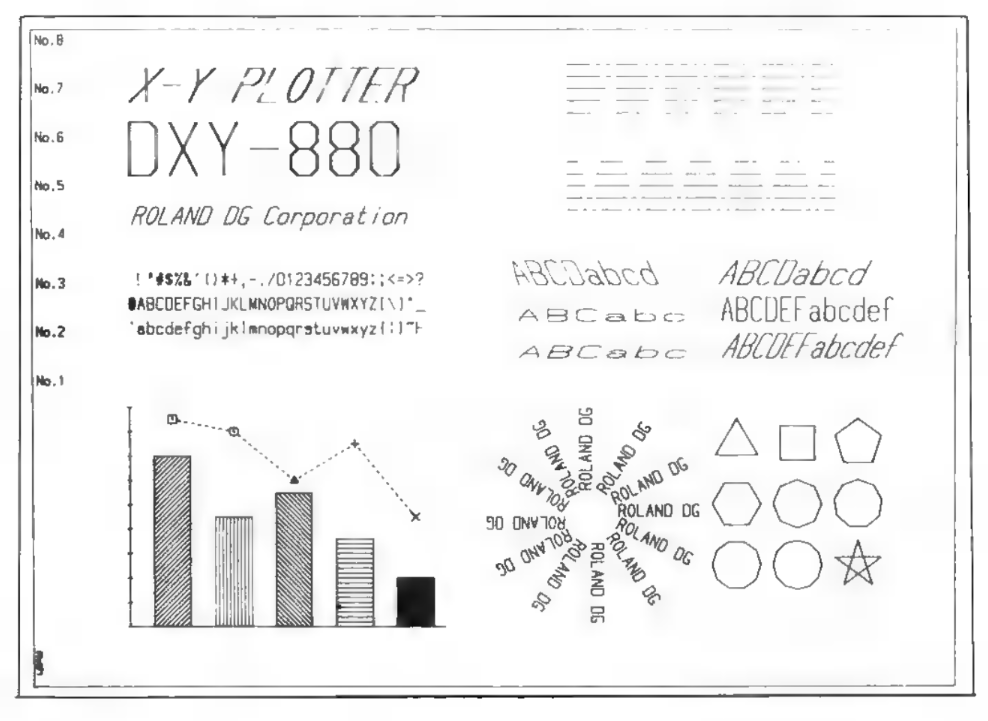 No.8
No.7
No.6
No.5
No.4
No.3
No.2
No.1
X-Y PLOTTER
DXY-880
ROLAND DG Corporation
!"#$%&'()*+,-./0123456789:;<=>?
@ABCDEFGHIJKLMNOPQRSTUVWXYZ[\]^_
`abcdefghijklmnopqrstuvwxyz{|}~
ABCDabcd
ABCabc
ABCabc
ABCDabcd
ABCDEFabcdef
ABCDEFabcdef
ROLAND DG
ROLAND DG
ROLAND DG
ROLAND DG
ROLAND DG
ROLAND DG
ROLAND DG
ROLAND DG
ROLAND DG
ROLAND DG
ROLAND DG
ROLAND DG